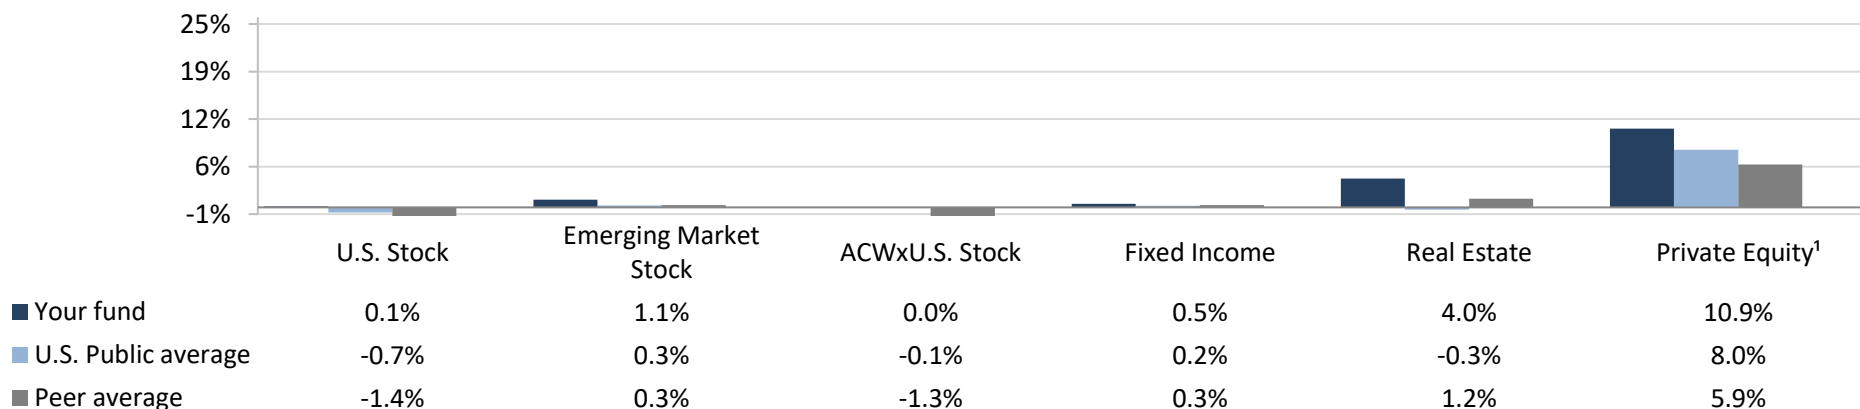 25%
19%
12%
6%
-1%
U.S. Stock
Emerging Market
Stock
ACWxU.S. Stock
Fixed Income
Real Estate
Private Equity¹
Your fund 0.1% 1.1% 0.0% 0.5% 4.0% 10.9%
U.S. Public average -0.7% 0.3% -0.1% 0.2% -0.3% 8.0%
Peer average -1.4% 0.3% -1.3% 0.3% 1.2% 5.9%